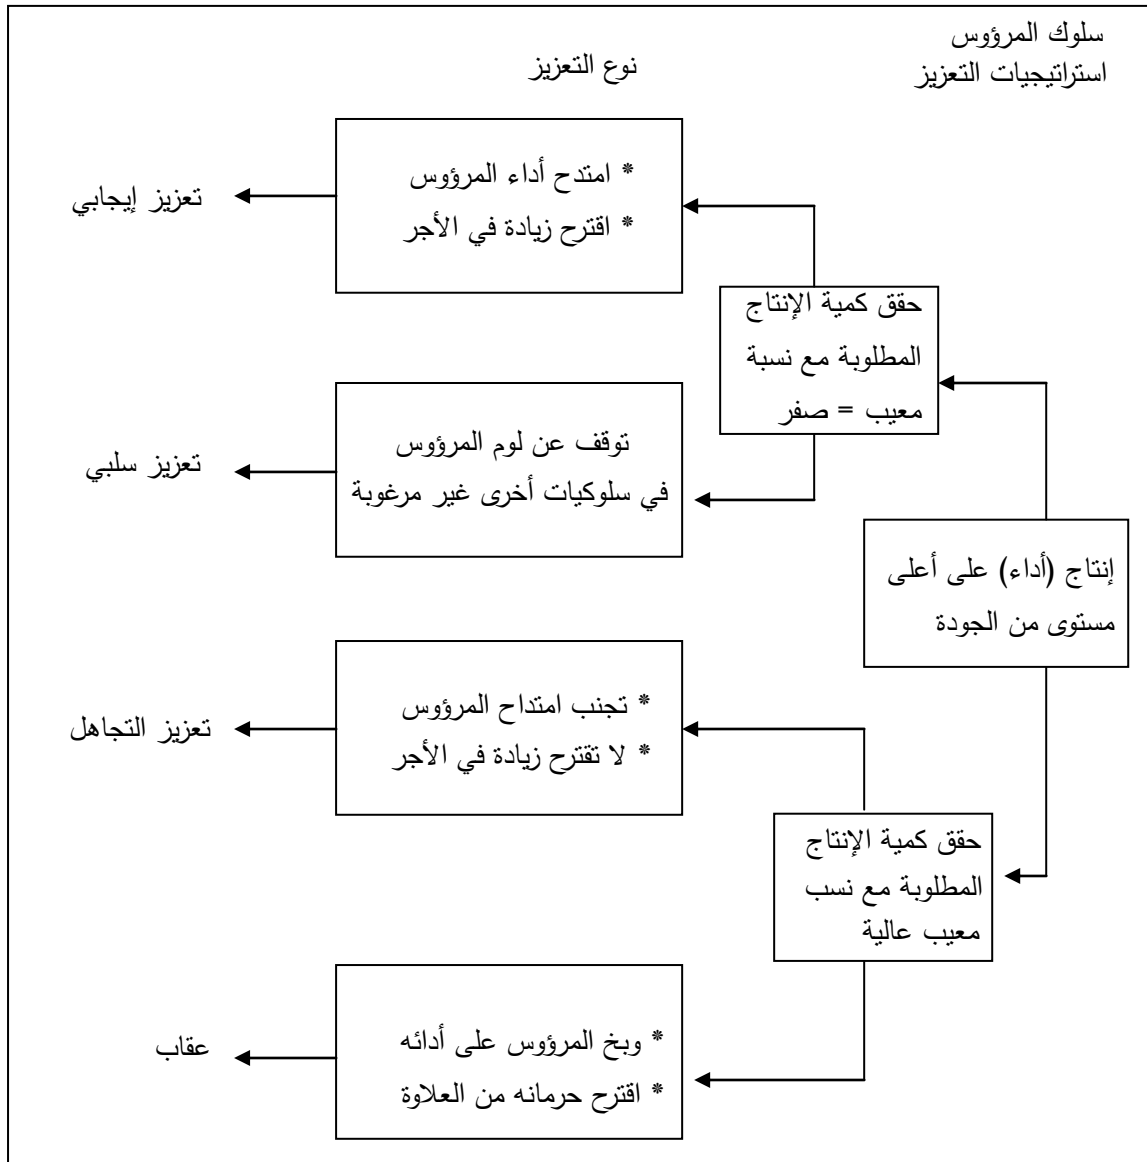 سلوك المرؤوس
استراتيجيات التعزيز
نوع التعزيز
* امتدح أداء المرؤوس
* اقترح زيادة في الأجر
تعزيز إيجابي
حقق كمية الإنتاج
المطلوبة مع نسبة
معيب = صفر
توقف عن لوم المرؤوس
في سلوكيات أخرى غير مرغوبة
تعزيز سلبي
إنتاج (أداء) على أعلى
مستوى من الجودة
* تجنب امتداح المرؤوس
* لا تقترح زيادة في الأجر
تعزيز التجاهل
حقق كمية الإنتاج
المطلوبة مع نسب
معيب عالية
* وبخ المرؤوس على أدائه
* اقترح حرمانه من العلاوة
عقاب